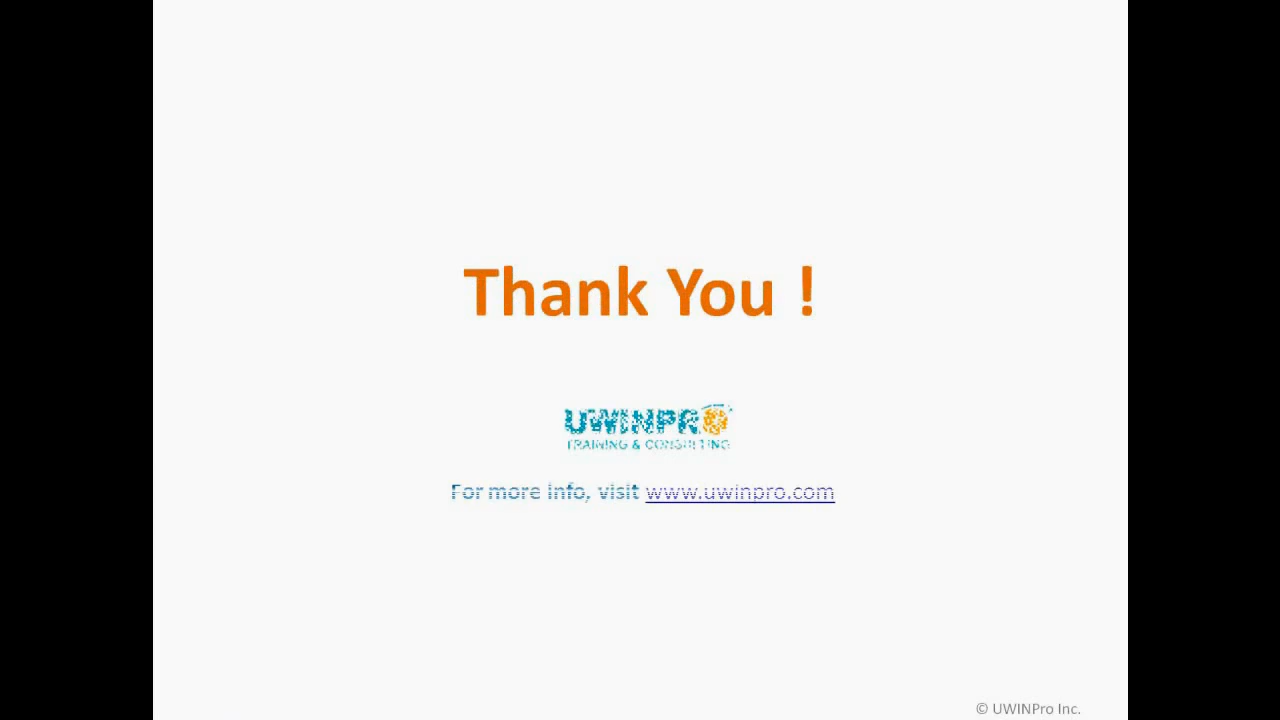 Thank You !
UWINPRO
TRAINING & CONSULTING
For more info, visit www.uwinpro.com
© UWINPro Inc.